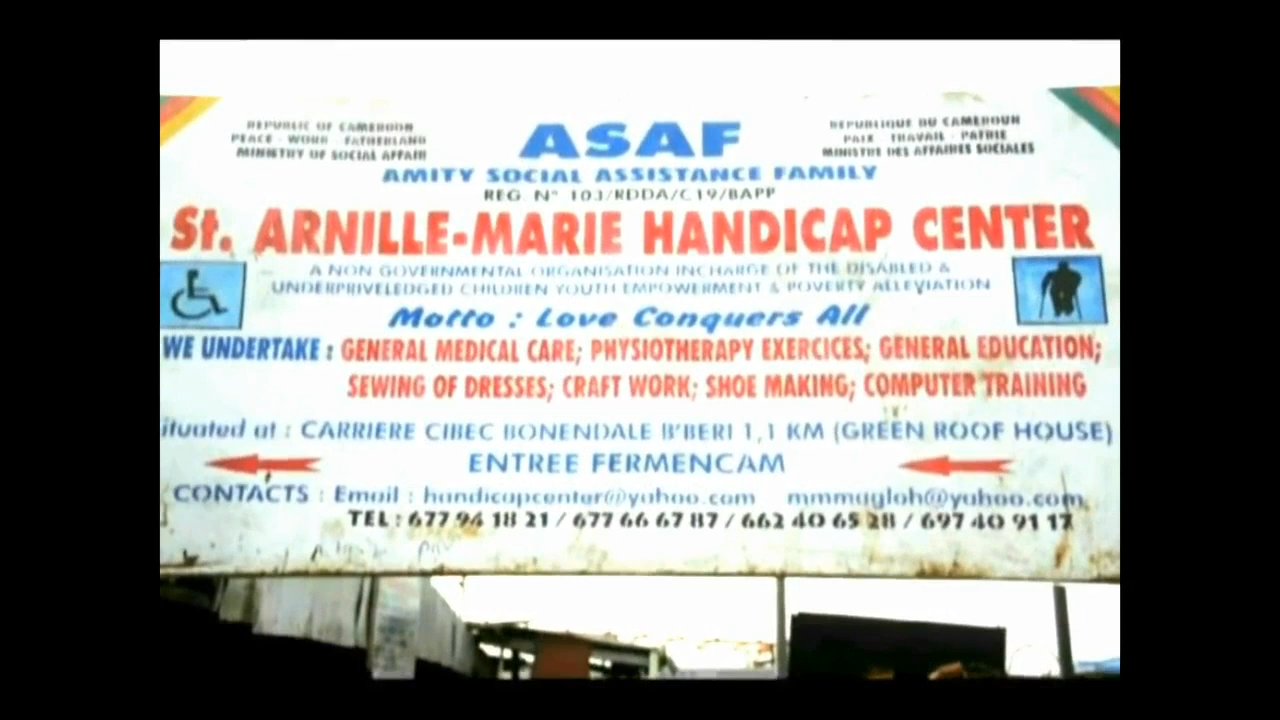 REPUBLIC OF CAMEROON
PEACE - WORK - FATHERLAND
MINISTRY OF SOCIAL AFFAIR
REPUBLIQUE DU CAMEROUN
PAIX - TRAVAIL - PATRIE
MINISTRE DES AFFAIRES SOCIALES
ASAF
AMITY SOCIAL ASSISTANCE FAMILY
REG. N° 103/RDDA/C19/BAPP
St. ARNILLE-MARIE HANDICAP CENTER
A NON GOVERNMENTAL ORGANISATION INCHARGE OF THE DISABLED &
UNDERPRIVELEDGED CHILDREN YOUTH EMPOWERMENT & POVERTY ALLEVIATION
Motto : Love Conquers All
WE UNDERTAKE : GENERAL MEDICAL CARE; PHYSIOTHERAPY EXERCICES; GENERAL EDUCATION;
SEWING OF DRESSES; CRAFT WORK; SHOE MAKING; COMPUTER TRAINING
ituated at : CARRIERE CIBEC BONENDALE B'BERI 1,1 KM (GREEN ROOF HOUSE)
ENTREE FERMENCAM
CONTACTS : Email : handicapcenter@yahoo.com mmmagloh@yahoo.com
TEL : 677 94 18 21 / 677 66 67 87 / 662 40 65 28 / 697 40 91 17